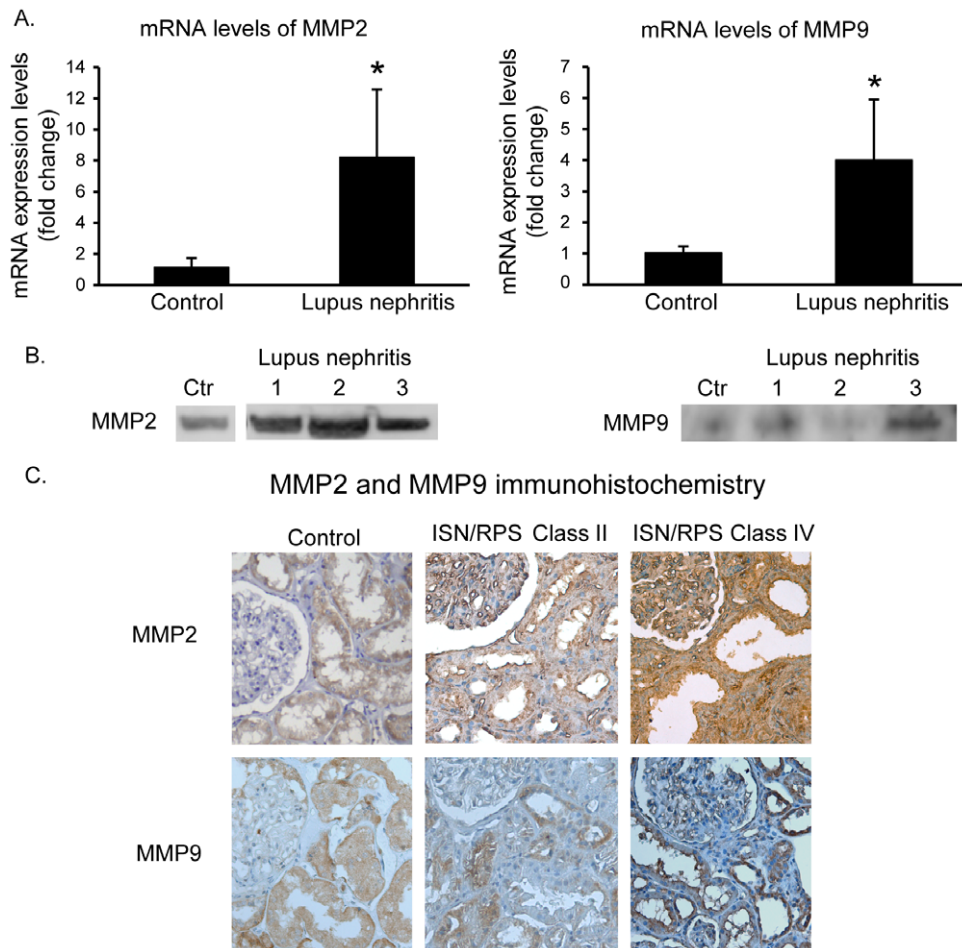 A.
mRNA levels of MMP2
mRNA expression levels
(fold change)
14
12
10
8
6
4
2
0
*
Control
Lupus nephritis
mRNA levels of MMP9
mRNA expression levels
(fold change)
7
6
5
4
3
2
1
0
*
Control
Lupus nephritis
B.
Lupus nephritis
Ctr 1 2 3
MMP2
Lupus nephritis
Ctr 1 2 3
MMP9
C.
MMP2 and MMP9 immunohistochemistry
Control
ISN/RPS Class II
ISN/RPS Class IV
MMP2
MMP9